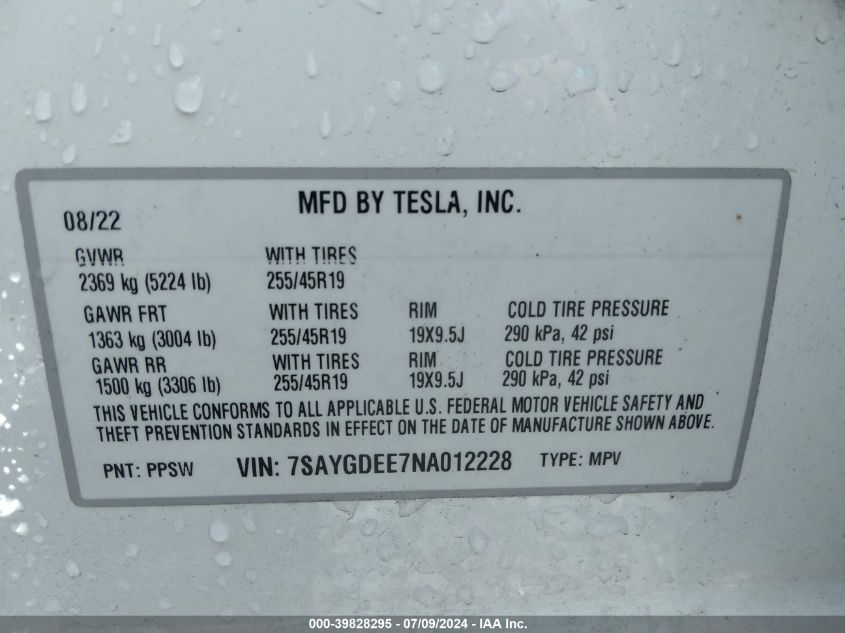 MFD BY TESLA, INC.
08/22
GVWR WITH TIRES
2369 kg (5224 lb) 255/45R19
GAWR FRT WITH TIRES RIM COLD TIRE PRESSURE
1363 kg (3004 lb) 255/45R19 19X9.5J 290 kPa, 42 psi
GAWR RR WITH TIRES RIM COLD TIRE PRESSURE
1500 kg (3306 lb) 255/45R19 19X9.5J 290 kPa, 42 psi
THIS VEHICLE CONFORMS TO ALL APPLICABLE U.S. FEDERAL MOTOR VEHICLE SAFETY AND
THEFT PREVENTION STANDARDS IN EFFECT ON THE DATE OF MANUFACTURE SHOWN ABOVE.
PNT: PPSW VIN: 7SAYGDEE7NA012228 TYPE: MPV
000-39828295 - 07/09/2024 - IAA Inc.